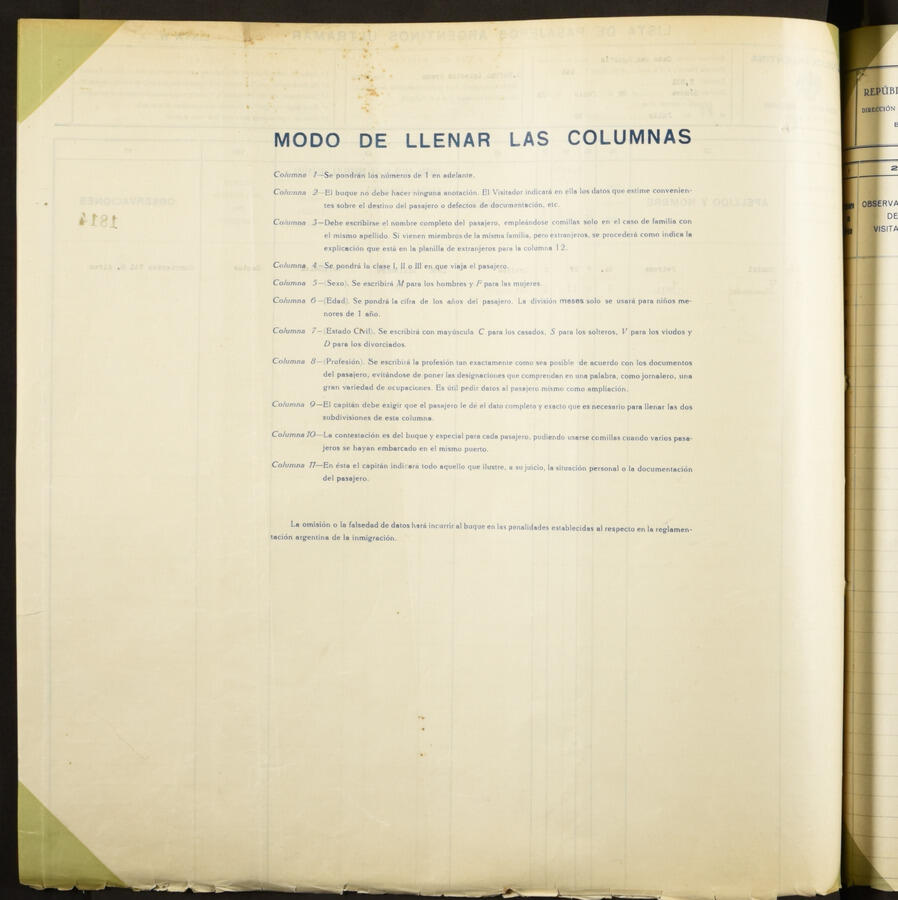 MODO DE LLENAR LAS COLUMNAS
Columna 1—Se pondrán los números de 1 en adelante.
Columna 2—El buque no debe hacer ninguna anotación. El Visitador indicará en ella los datos que estime convenien-
tes sobre el destino del pasajero o defectos de documentación, etc.
Columna 3—Debe escribirse el nombre completo del pasajero, empleándose comillas solo en el caso de familia con
el mismo apellido. Si vienen miembros de la misma familia, pero extranjeros, se procederá como indica la
explicación que está en la planilla de extranjeros para la columna 12.
Columna 4—Se pondrá la clase I, II o III en que viaja el pasajero.
Columna 5—(Sexo). Se escribirá M para los hombres y F para las mujeres.
Columna 6—(Edad). Se pondrá la cifra de los años del pasajero. La división meses solo se usará para niños me-
nores de 1 año.
Columna 7—(Estado Civil). Se escribirá con mayúscula C para los casados, S para los solteros, V para los viudos y
D para los divorciados.
Columna 8—(Profesión). Se escribirá la profesión tan exactamente como sea posible de acuerdo con los documentos
del pasajero, evitándose de poner las designaciones que comprendan en una palabra, como jornalero, una
gran variedad de ocupaciones. Es útil pedir datos al pasajero mismo como ampliación.
Columna 9—El capitán debe exigir que el pasajero le dé el dato completo y exacto que es necesario para llenar las dos
subdivisiones de esta columna.
Columna 10—La contestación es del buque y especial para cada pasajero, pudiendo usarse comillas cuando varios pasa-
jeros se hayan embarcado en el mismo puerto.
Columna 11—En ésta el capitán indicará todo aquello que ilustre, a su juicio, la situación personal o la documentación
del pasajero.
La omisión o la falsedad de datos hará incurrir al buque en las penalidades establecidas al respecto en la reglamen-
tación argentina de la inmigración.
REPÚBL
DIRECCIÓN
2
OBSERVA
DE
VISITA